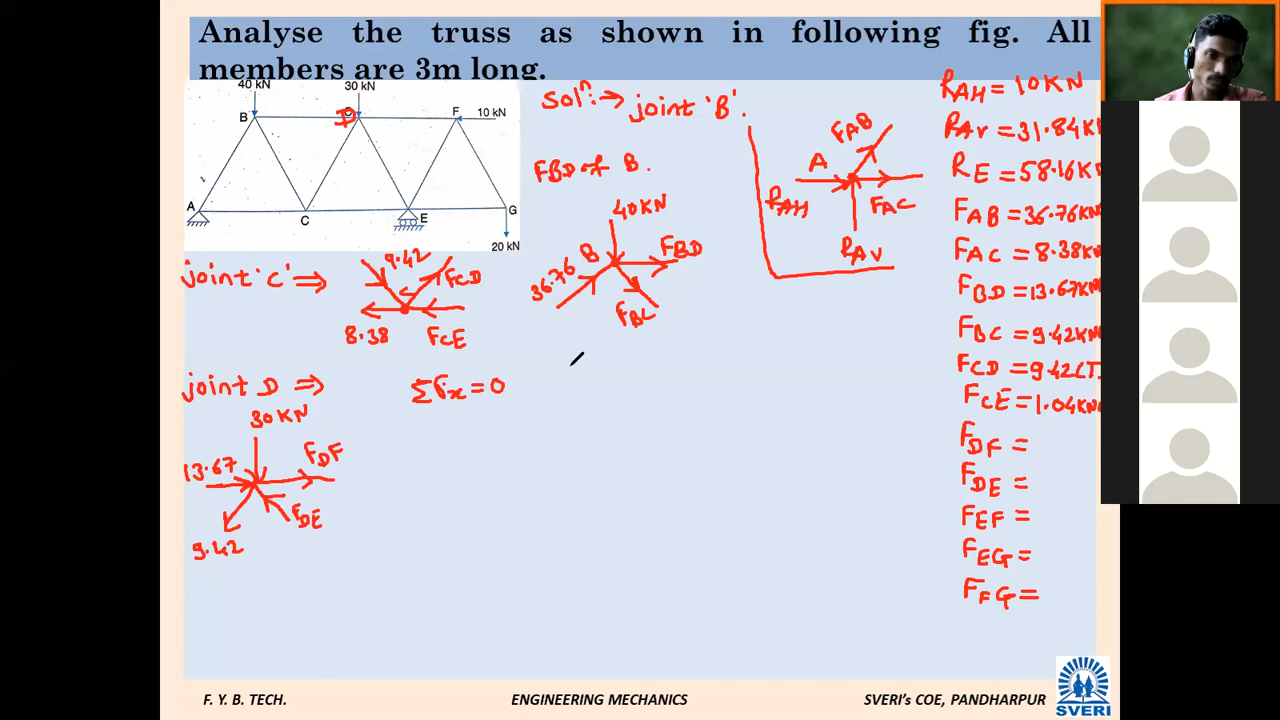 Analyse the truss as shown in following fig. All
members are 3m long.
40 kN
30 kN
B
D
F
10 kN
A
C
E
G
20 kN
Solⁿ:→ joint 'B'.
FBD of B.
40KN
B
36.76
FBD
FBC
FAB
A
RAH
FAC
RAV
RAH = 10KN
RAV = 31.84K
RE = 58.16KN
FAB = 36.76KN
FAC = 8.38KN
FBD = 13.67KN
FBC = 9.42KN
FCD = 9.42(T
FCE = 1.04KN
FDF =
FDE =
FEF =
FEG =
FFG =
joint 'C' ⇒
9.42
FCD
8.38
FCE
joint D ⇒
ΣFx = 0
30KN
13.67
FDF
FDE
9.42
F. Y. B. TECH.
ENGINEERING MECHANICS
SVERI's COE, PANDHARPUR
SVERI